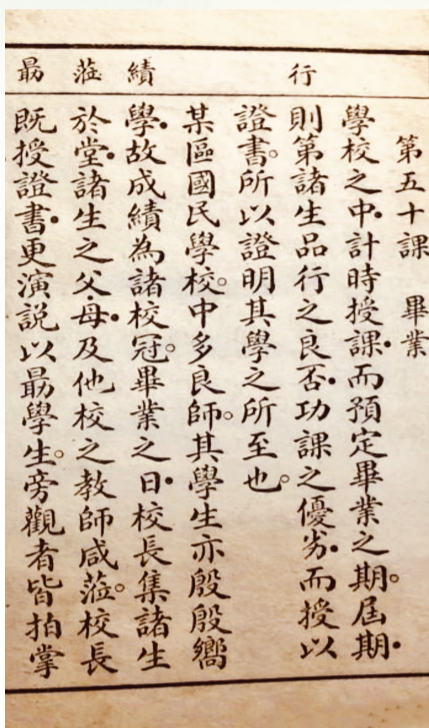 行 績 蒞 勗
第五十課 畢業
學校之中•計時授課•而預定畢業之期。屆期•
則第諸生品行之良否•功課之優劣•而授以
證書。所以證明其學之所至也。
某區國民學校。中多良師。其學生亦殷殷嚮
學•故成績為諸校冠。畢業之日•校長集諸生
於堂•諸生之父•母•及他校之教師咸蒞。校長
既授證書•更演説以勗學生。旁觀者皆拍掌